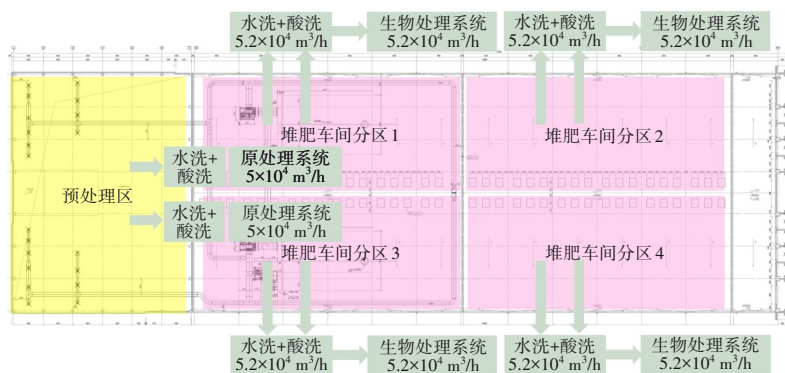 水洗+酸洗
5.2×10⁴ m³/h
生物处理系统
5.2×10⁴ m³/h
水洗+酸洗
5.2×10⁴ m³/h
生物处理系统
5.2×10⁴ m³/h
堆肥车间分区1
堆肥车间分区2
水洗+
酸洗
原处理系统
5×10⁴ m³/h
预处理区
水洗+
酸洗
原处理系统
5×10⁴ m³/h
堆肥车间分区3
堆肥车间分区4
水洗+酸洗
5.2×10⁴ m³/h
生物处理系统
5.2×10⁴ m³/h
水洗+酸洗
5.2×10⁴ m³/h
生物处理系统
5.2×10⁴ m³/h